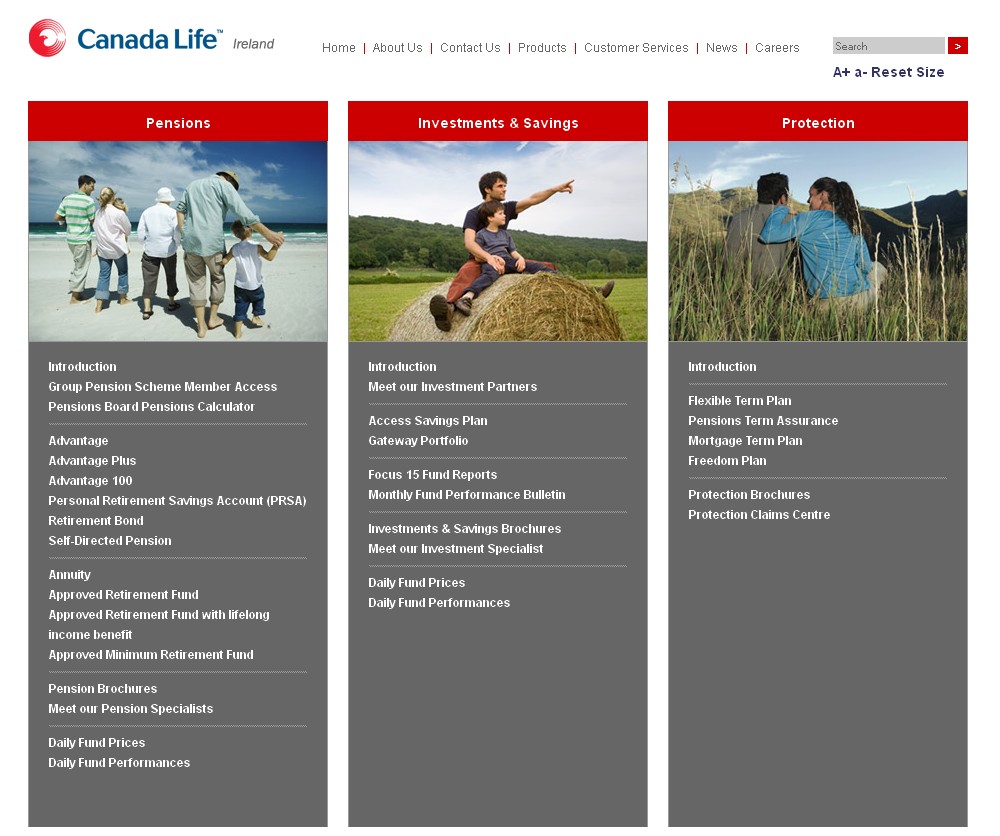 Canada Life™ Ireland
Home | About Us | Contact Us | Products | Customer Services | News | Careers
Search >
A+ a- Reset Size
Pensions
Introduction
Group Pension Scheme Member Access
Pensions Board Pensions Calculator
Advantage
Advantage Plus
Advantage 100
Personal Retirement Savings Account (PRSA)
Retirement Bond
Self-Directed Pension
Annuity
Approved Retirement Fund
Approved Retirement Fund with lifelong
income benefit
Approved Minimum Retirement Fund
Pension Brochures
Meet our Pension Specialists
Daily Fund Prices
Daily Fund Performances
Investments & Savings
Introduction
Meet our Investment Partners
Access Savings Plan
Gateway Portfolio
Focus 15 Fund Reports
Monthly Fund Performance Bulletin
Investments & Savings Brochures
Meet our Investment Specialist
Daily Fund Prices
Daily Fund Performances
Protection
Introduction
Flexible Term Plan
Pensions Term Assurance
Mortgage Term Plan
Freedom Plan
Protection Brochures
Protection Claims Centre